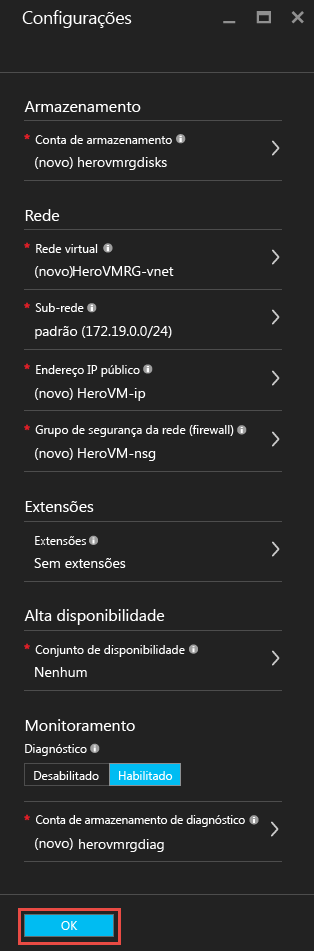 Configurações
Armazenamento
* Conta de armazenamento
(novo) herovmrgdisks
Rede
* Rede virtual
(novo)HeroVMRG-vnet
* Sub-rede
padrão (172.19.0.0/24)
* Endereço IP público
(novo) HeroVM-ip
* Grupo de segurança da rede (firewall)
(novo) HeroVM-nsg
Extensões
Extensões
Sem extensões
Alta disponibilidade
* Conjunto de disponibilidade
Nenhum
Monitoramento
Diagnóstico
Desabilitado Habilitado
* Conta de armazenamento de diagnóstico
(novo) herovmrgdiag
OK